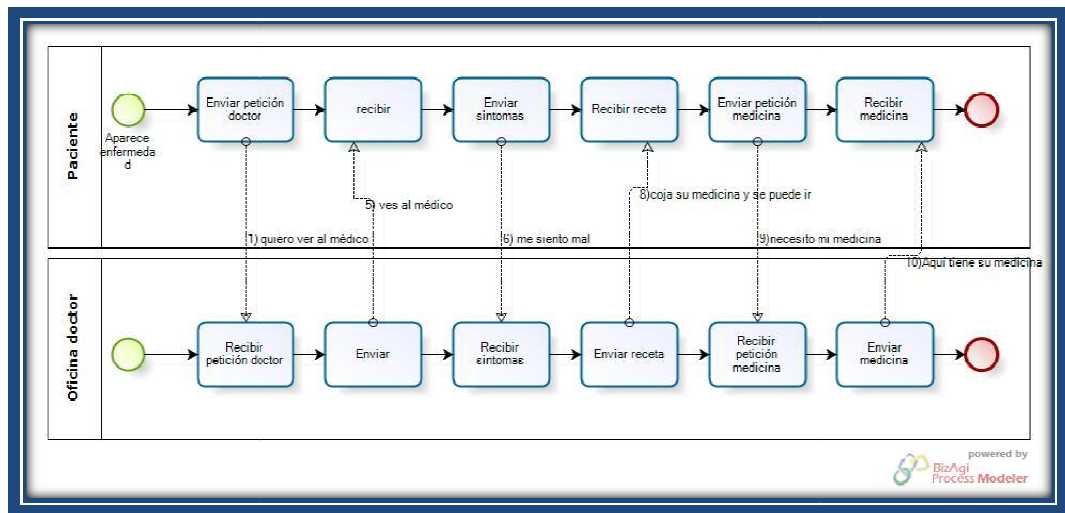 Paciente
Aparece
enfermeda
d
Enviar petición
doctor
recibir
Enviar
sintomas
Recibir receta
Enviar petición
medicina
Recibir
medicina
5) ves al médico
8)coja su medicina y se puede ir
1) quiero ver al médico
6) me siento mal
9)necesito mi medicina
10)Aquí tiene su medicina
Oficina doctor
Recibir
petición doctor
Enviar
Recibir
sintomas
Enviar receta
Recibir
petición
medicina
Enviar
medicina
powered by
BizAgi
Process Modeler